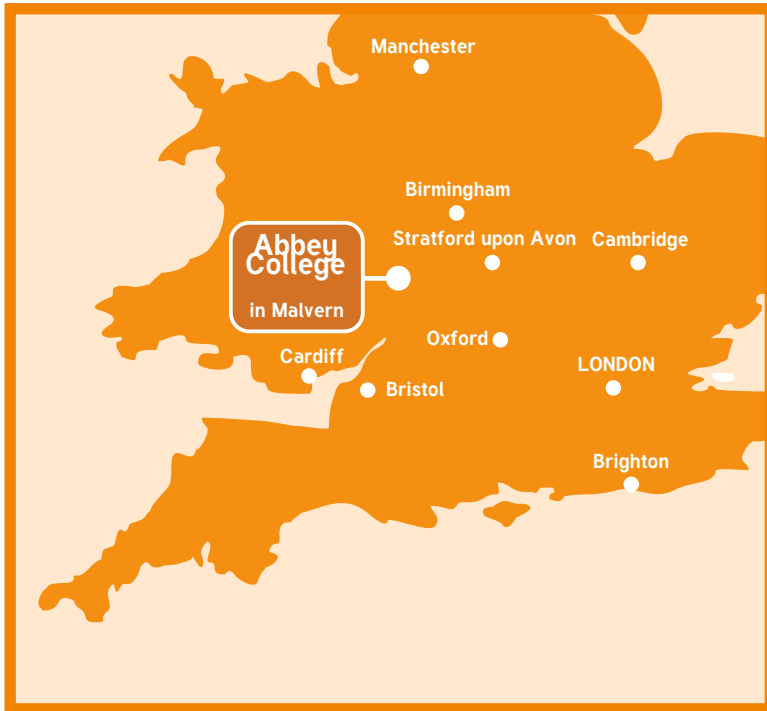 Manchester
Birmingham
Stratford upon Avon
Cambridge
Abbey
College
in Malvern
Oxford
Cardiff
LONDON
Bristol
Brighton